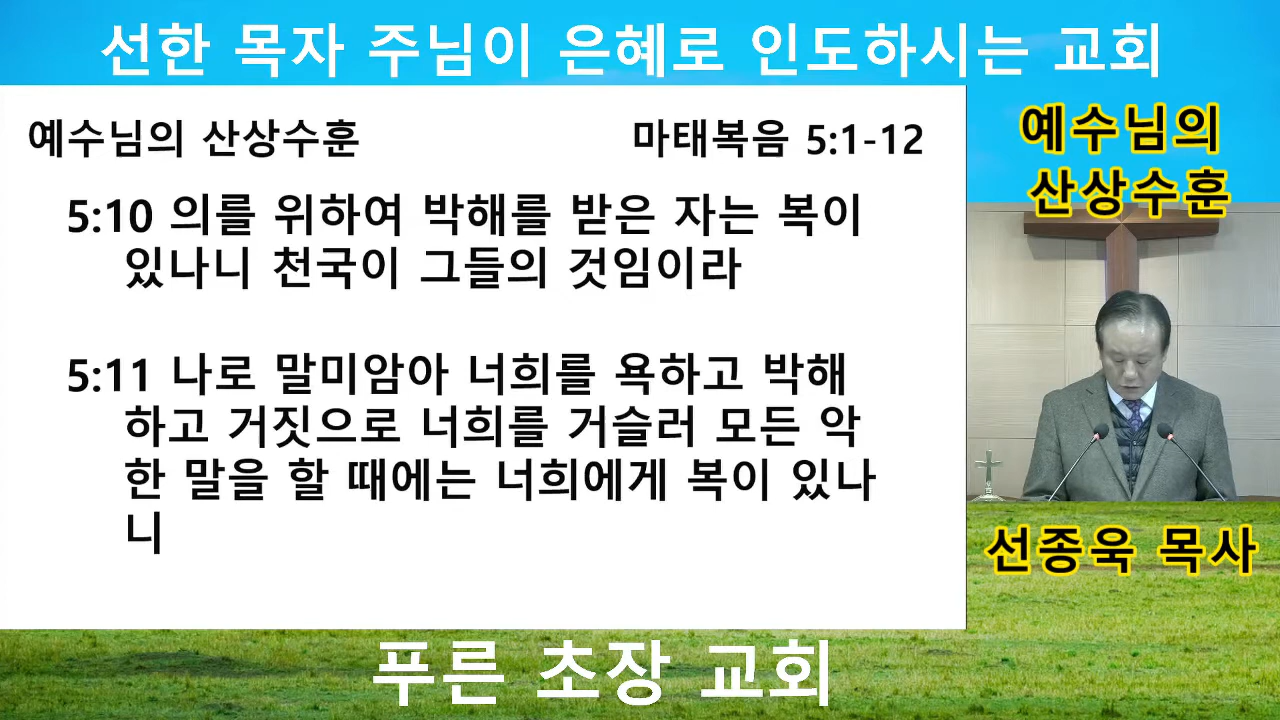 선한 목자 주님이 은혜로 인도하시는 교회
예수님의 산상수훈 마태복음 5:1-12
5:10 의를 위하여 박해를 받은 자는 복이
있나니 천국이 그들의 것임이라
5:11 나로 말미암아 너희를 욕하고 박해
하고 거짓으로 너희를 거슬러 모든 악
한 말을 할 때에는 너희에게 복이 있나
니
예수님의
산상수훈
선종욱 목사
푸른 초장 교회